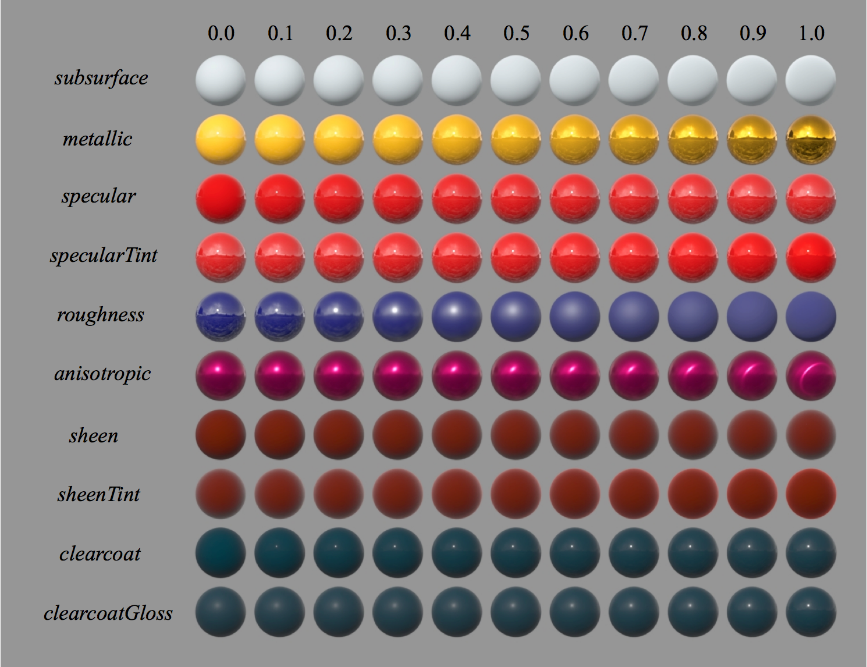 0.0 0.1 0.2 0.3 0.4 0.5 0.6 0.7 0.8 0.9 1.0
subsurface
metallic
specular
specularTint
roughness
anisotropic
sheen
sheenTint
clearcoat
clearcoatGloss